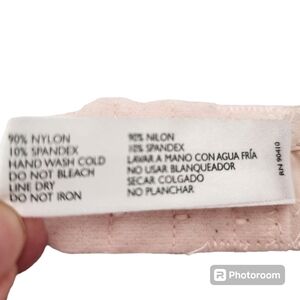 90% NYLON
10% SPANDEX
HAND WASH COLD
DO NOT BLEACH
LINE DRY
DO NOT IRON
90% NILON
10% SPANDEX
LAVAR A MANO CON AGUA FRÍA
NO USAR BLANQUEADOR
SECAR COLGADO
NO PLANCHAR
RN 90410
Photoroom